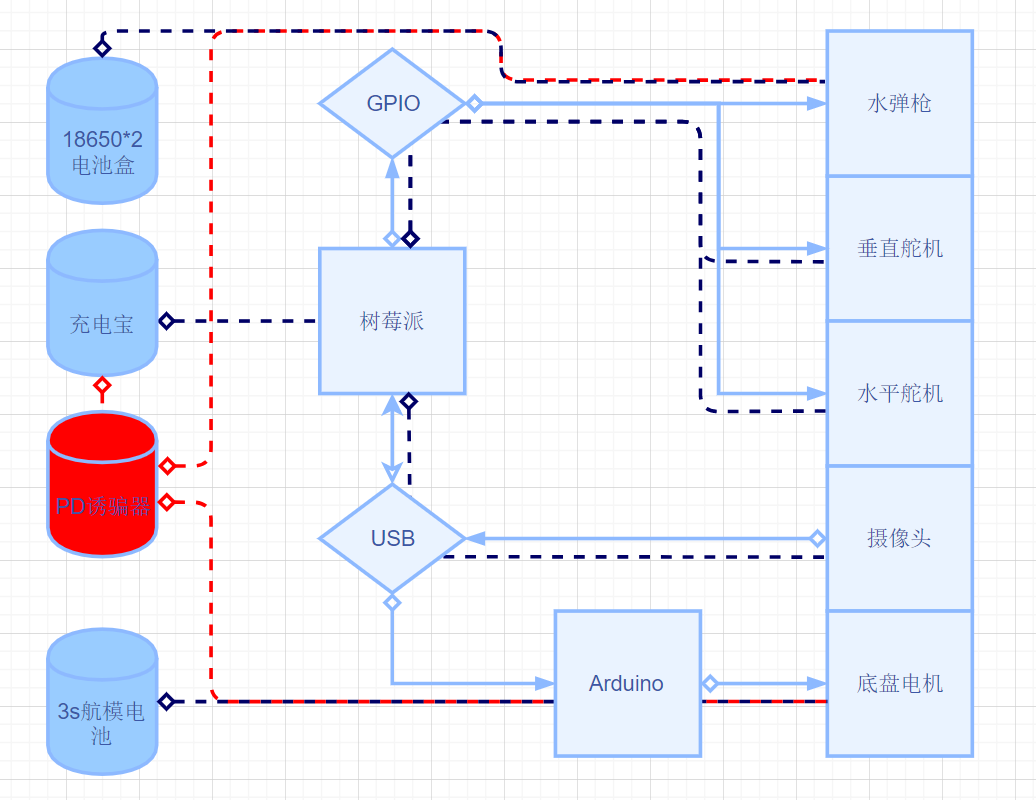 GPIO
水弹枪
18650*2
电池盒
垂直舵机
充电宝
树莓派
水平舵机
PD诱骗器
USB
摄像头
3s航模电
池
Arduino
底盘电机